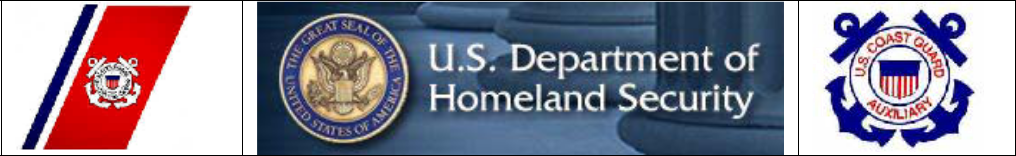 THE GREAT SEAL OF THE
UNITED STATES OF AMERICA
U.S. Department of
Homeland Security
U.S. COAST GUARD
AUXILIARY